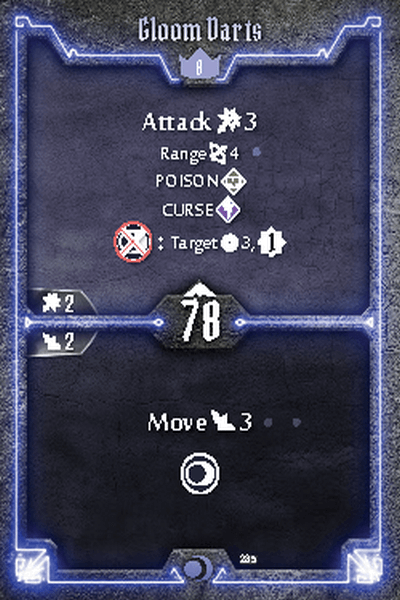 Gloom Darts
8
Attack 3
Range 4
POISON
CURSE
: Target 3, 1
2
78
2
Move 3